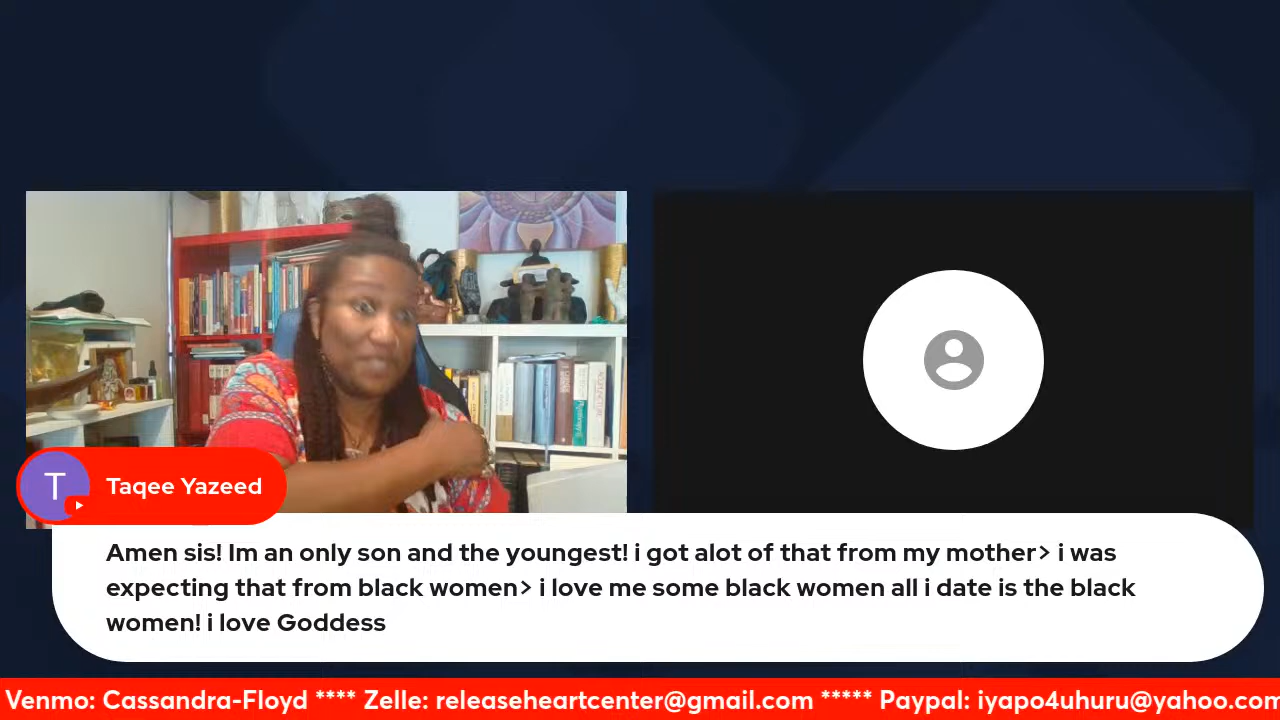 T
Taqee Yazeed
Amen sis! Im an only son and the youngest! i got alot of that from my mother> i was
expecting that from black women> i love me some black women all i date is the black
women! i love Goddess
Venmo: Cassandra-Floyd **** Zelle: releaseheartcenter@gmail.com ***** Paypal: iyapo4uhuru@yahoo.com